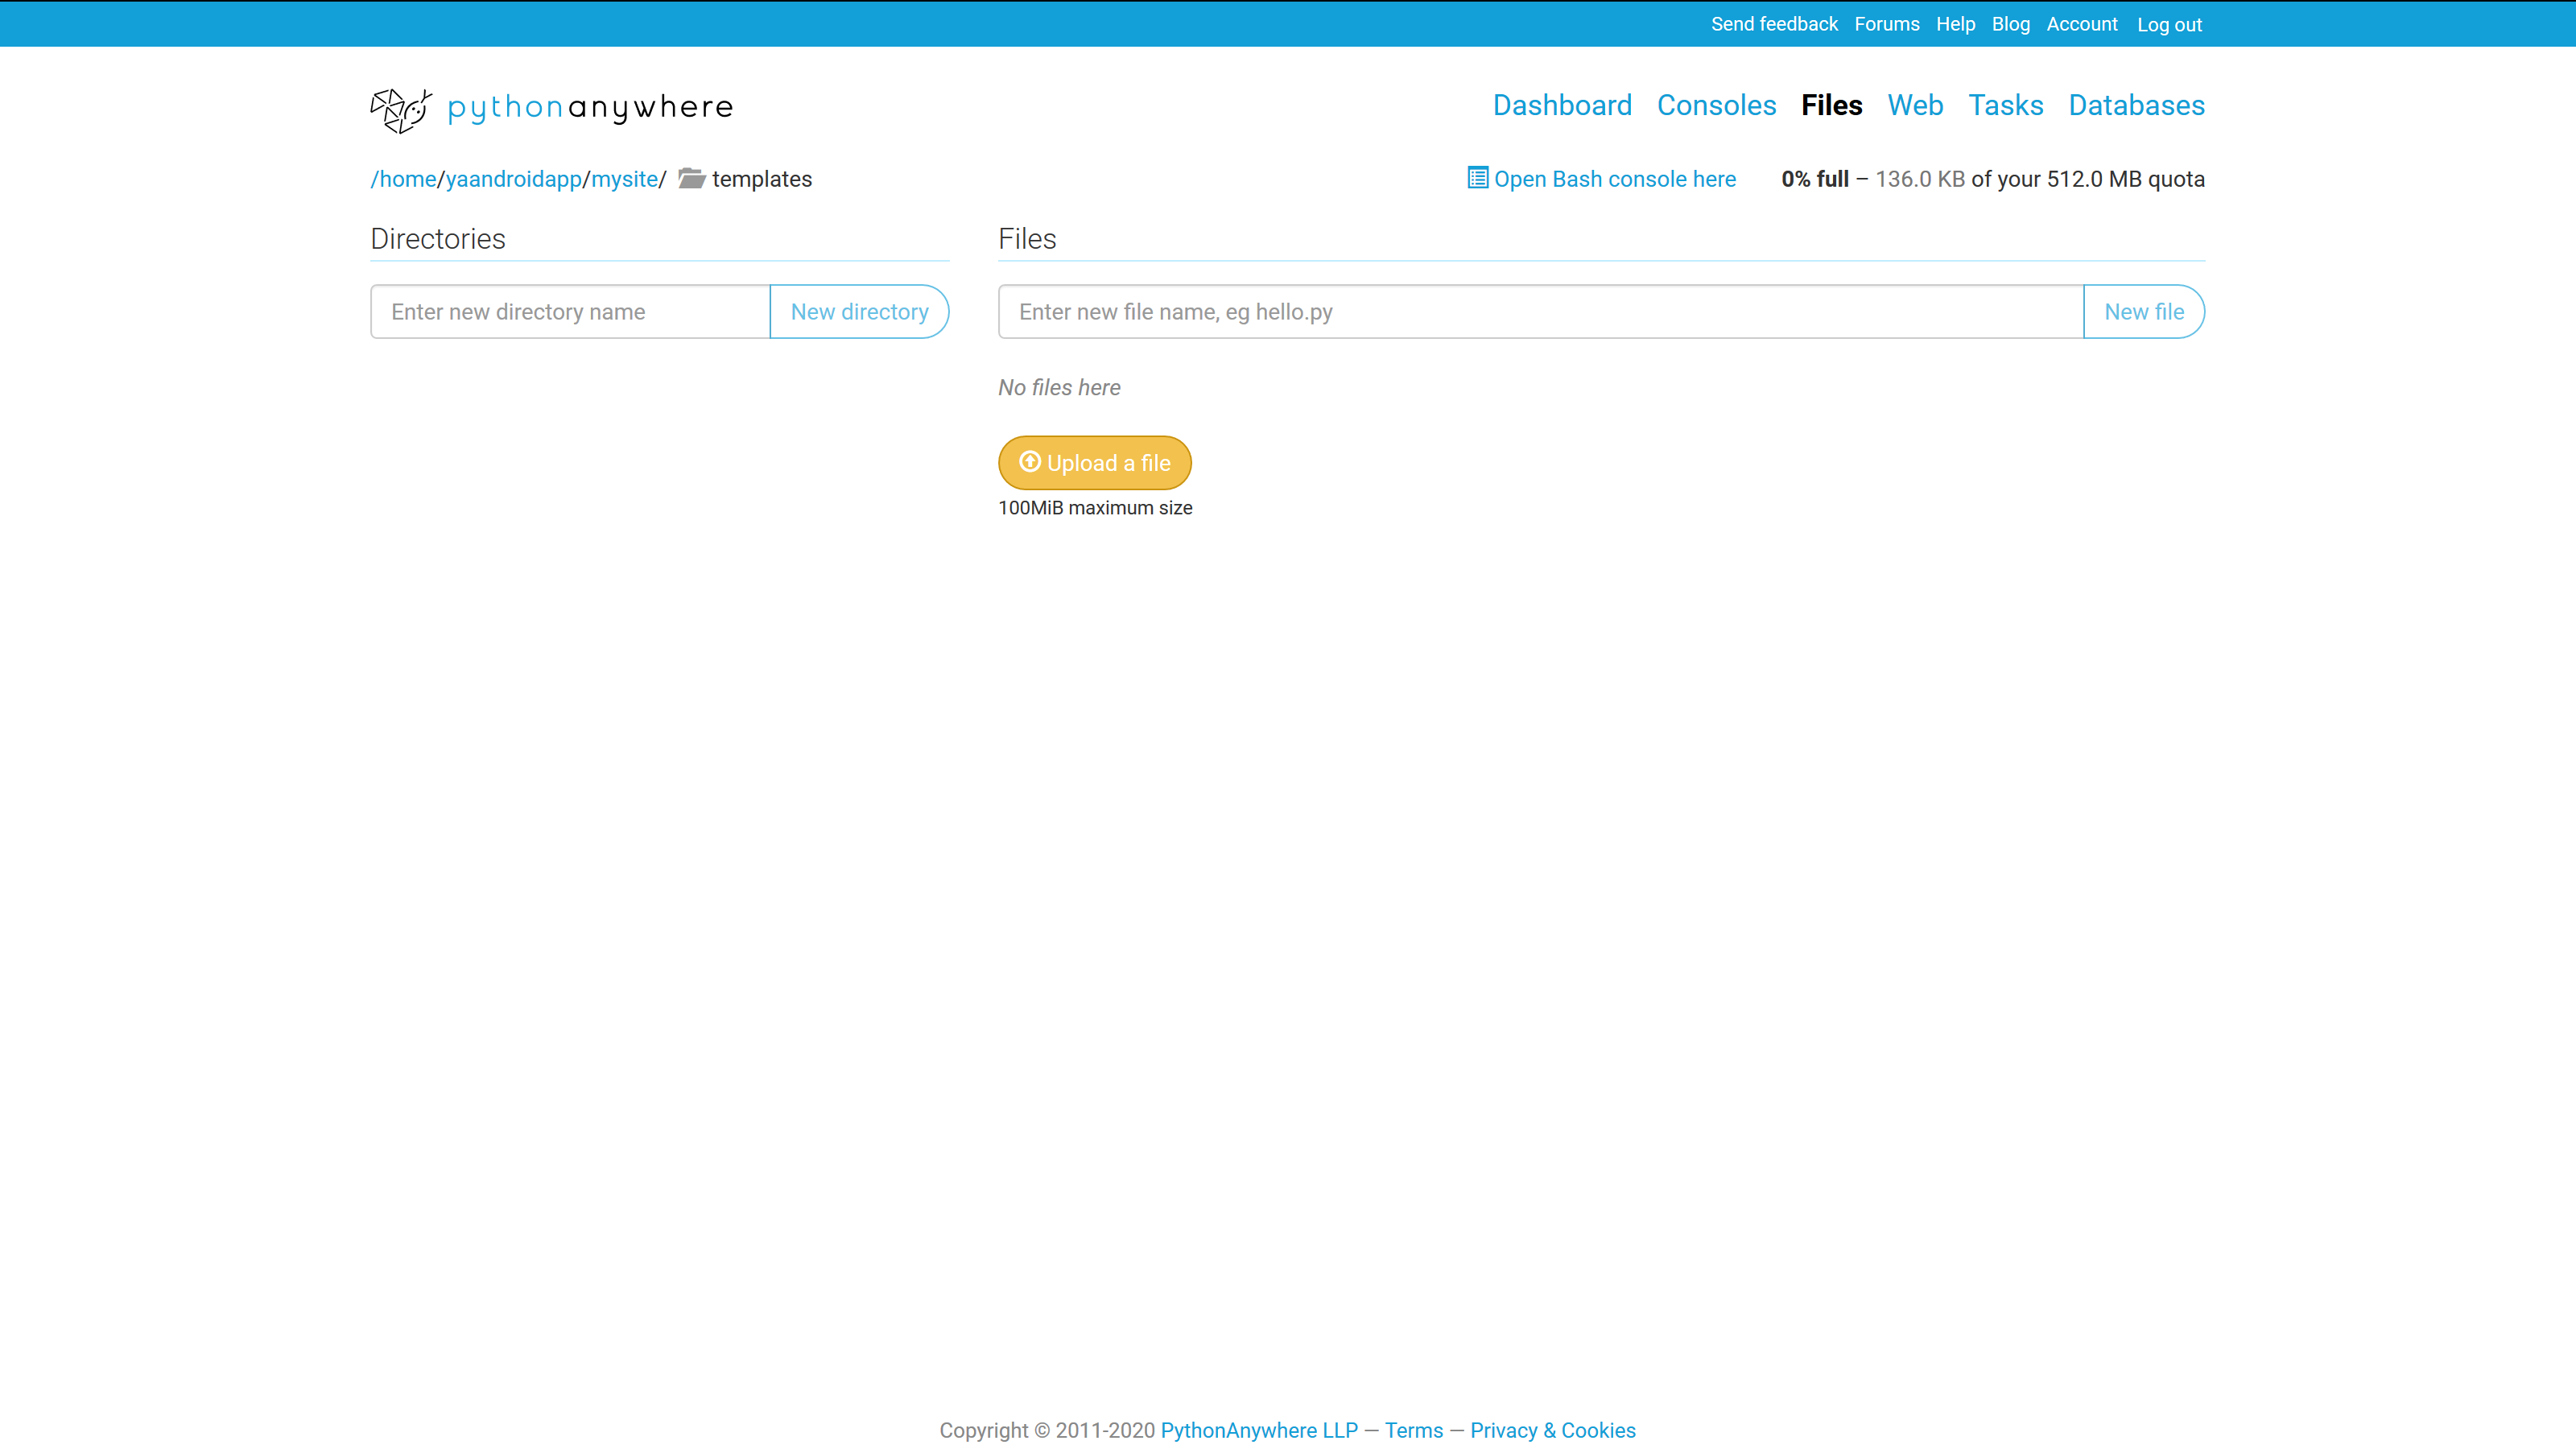 Send feedback Forums Help Blog Account Log out
pythonanywhere
Dashboard Consoles Files Web Tasks Databases
/home/yaandroidapp/mysite/ templates
Open Bash console here 0% full – 136.0 KB of your 512.0 MB quota
Directories
Enter new directory name New directory
Files
Enter new file name, eg hello.py New file
No files here
Upload a file
100MiB maximum size
Copyright © 2011-2020 PythonAnywhere LLP — Terms — Privacy & Cookies